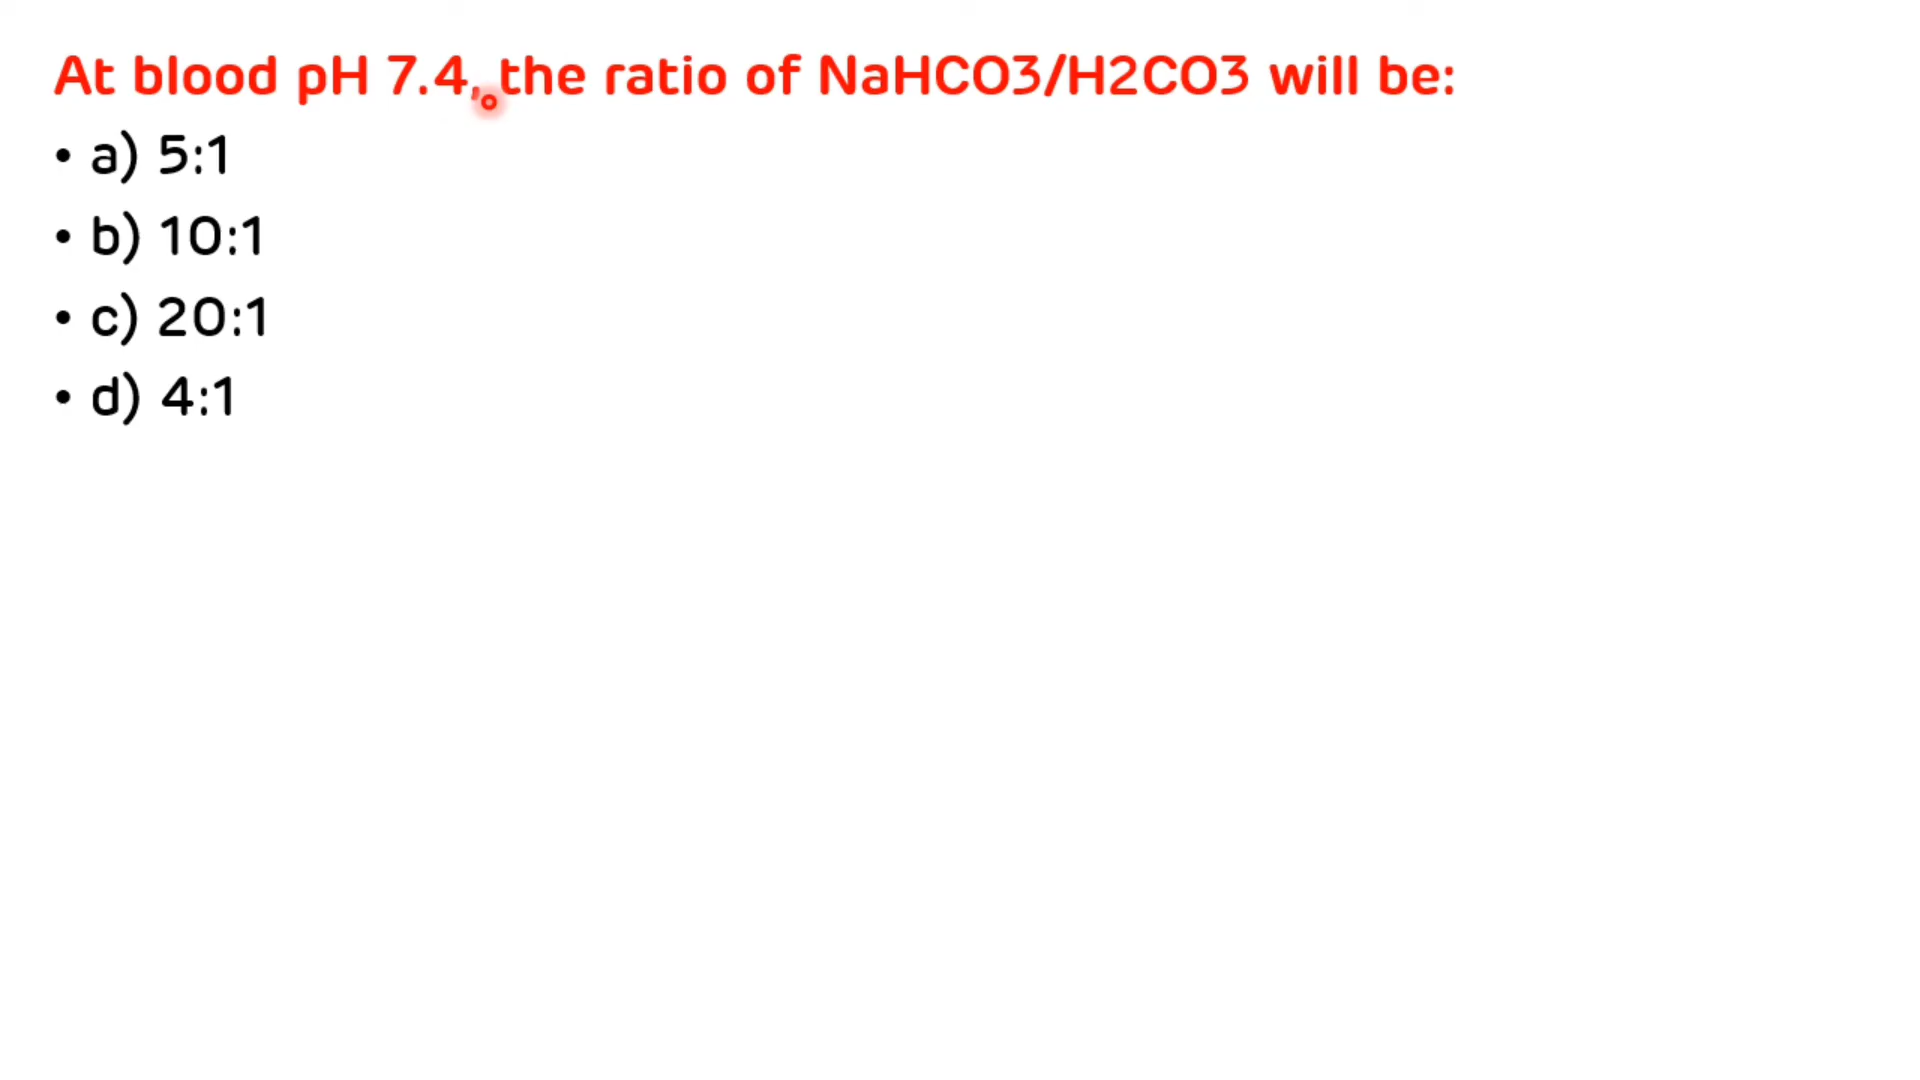 At blood pH 7.4, the ratio of NaHCO3/H2CO3 will be:
• a) 5:1
• b) 10:1
• c) 20:1
• d) 4:1